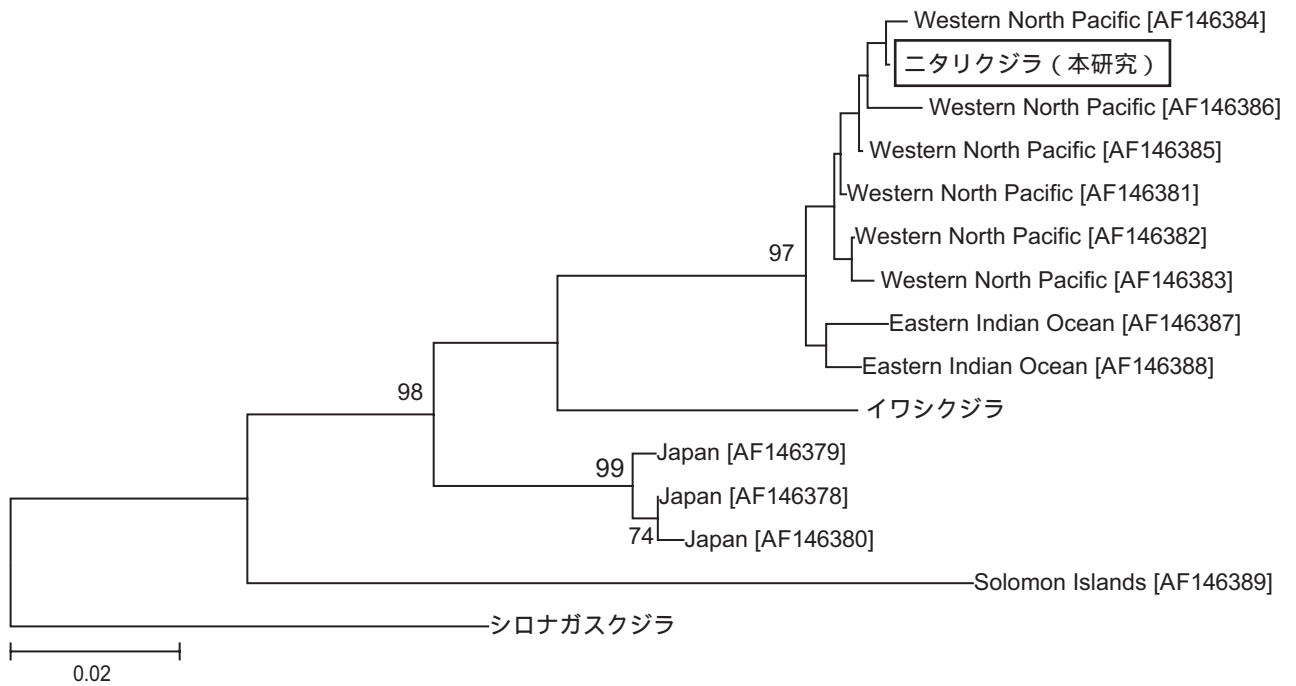 Western North Pacific [AF146384]
ニタリクジラ（本研究）
Western North Pacific [AF146386]
Western North Pacific [AF146385]
Western North Pacific [AF146381]
Western North Pacific [AF146382]
97
Western North Pacific [AF146383]
Eastern Indian Ocean [AF146387]
Eastern Indian Ocean [AF146388]
98
イワシクジラ
Japan [AF146379]
99
Japan [AF146378]
74
Japan [AF146380]
Solomon Islands [AF146389]
シロナガスクジラ
0.02